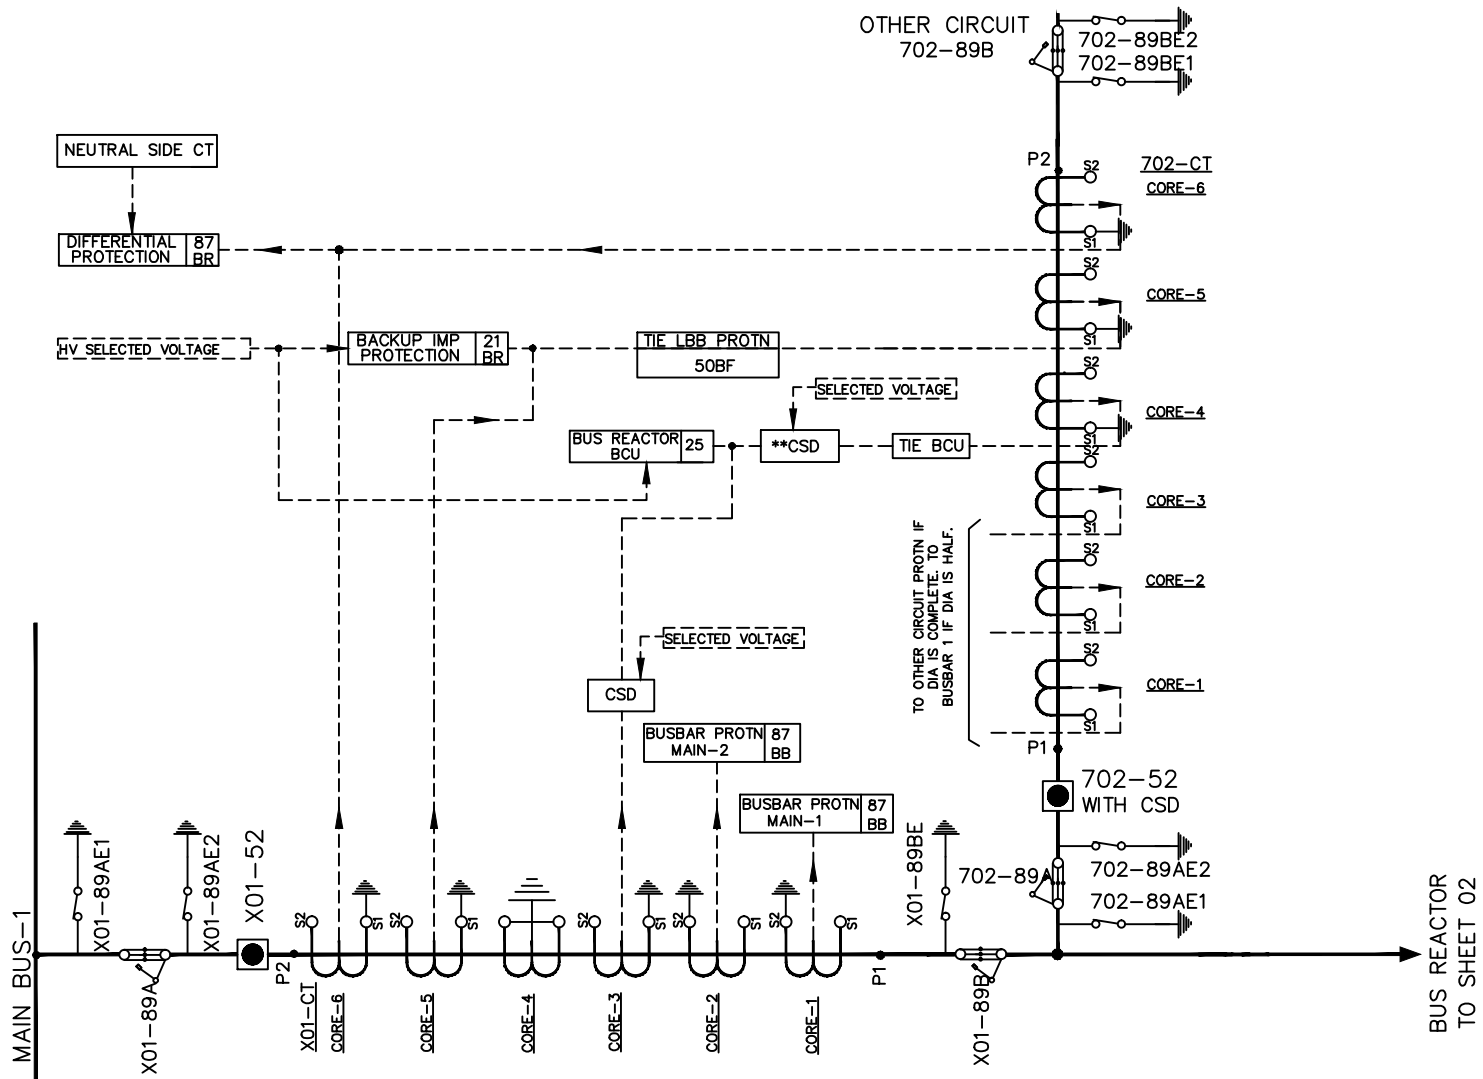 OTHER CIRCUIT
702-89B
702-89BE2
702-89BE1
NEUTRAL SIDE CT
P2
S2
702-CT
CORE-6
DIFFERENTIAL
PROTECTION
87
BR
S1
S2
CORE-5
HV SELECTED VOLTAGE
BACKUP IMP
PROTECTION
21
BR
TIE LBB PROTN
50BF
S1
S2
SELECTED VOLTAGE
CORE-4
BUS REACTOR
BCU
25
**CSD
TIE BCU
S1
S2
CORE-3
S1
TO OTHER CIRCUIT PROTN IF
DIA IS COMPLETE. TO
BUSBAR 1 IF DIA IS HALF.
S2
CORE-2
S1
SELECTED VOLTAGE
S2
CORE-1
CSD
S1
BUSBAR PROTN
MAIN-2
87
BB
P1
702-52
WITH CSD
BUSBAR PROTN
MAIN-1
87
BB
702-89A
702-89AE2
702-89AE1
MAIN BUS-1
X01-89AE1
X01-89A
X01-89AE2
X01-52
P2
S2
S1
S2
S1
S2
S1
S2
S1
S2
S1
P1
X01-89BE
X01-89B
X01-CT
CORE-6
CORE-5
CORE-4
CORE-3
CORE-2
CORE-1
BUS REACTOR
TO SHEET 02